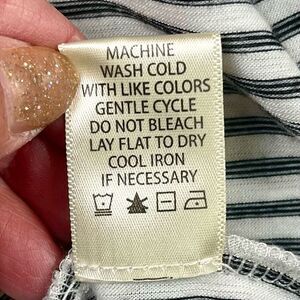 MACHINE
WASH COLD
WITH LIKE COLORS
GENTLE CYCLE
DO NOT BLEACH
LAY FLAT TO DRY
COOL IRON
IF NECESSARY